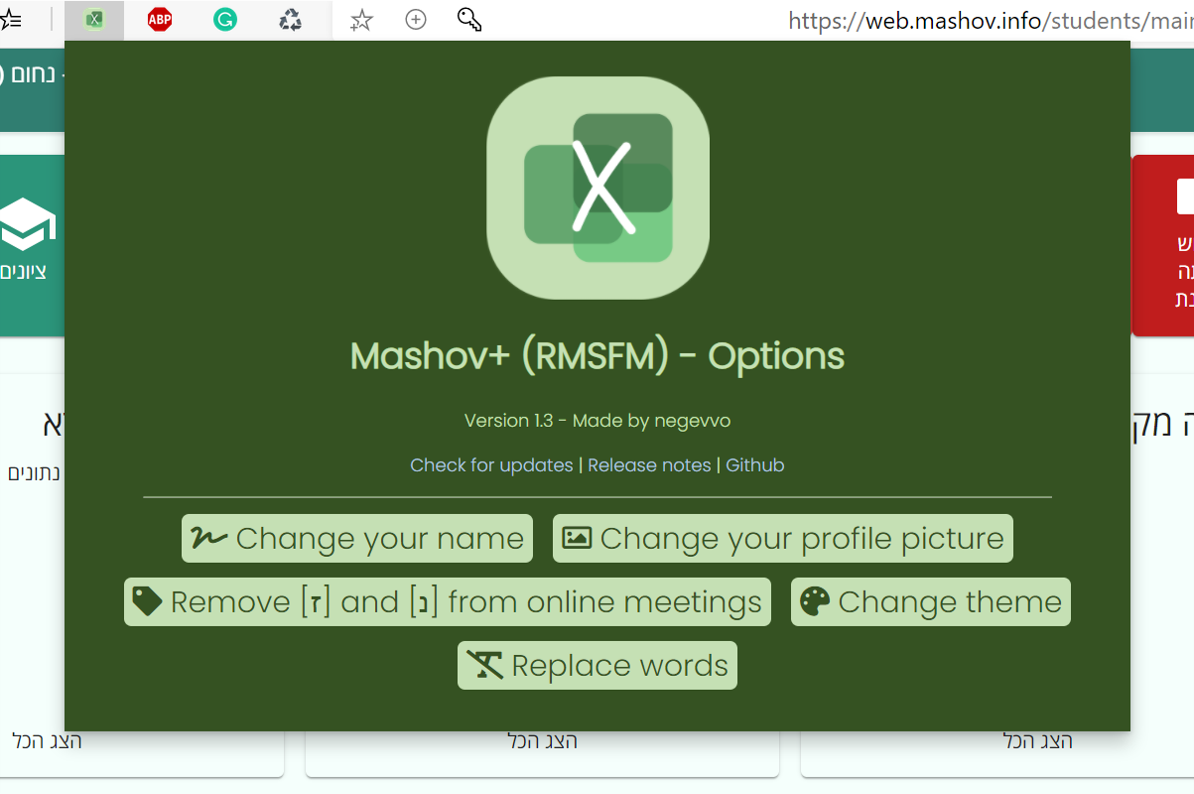 ABP
https://web.mashov.info/students/mai
נחום -
ציונים
X
Mashov+ (RMSFM) - Options
Version 1.3 - Made by negevvo
Check for updates | Release notes | Github
נתונים
Change your name
Change your profile picture
Remove [ז] and [נ] from online meetings
Change theme
Replace words
הצג הכל
הצג הכל
הצג הכל